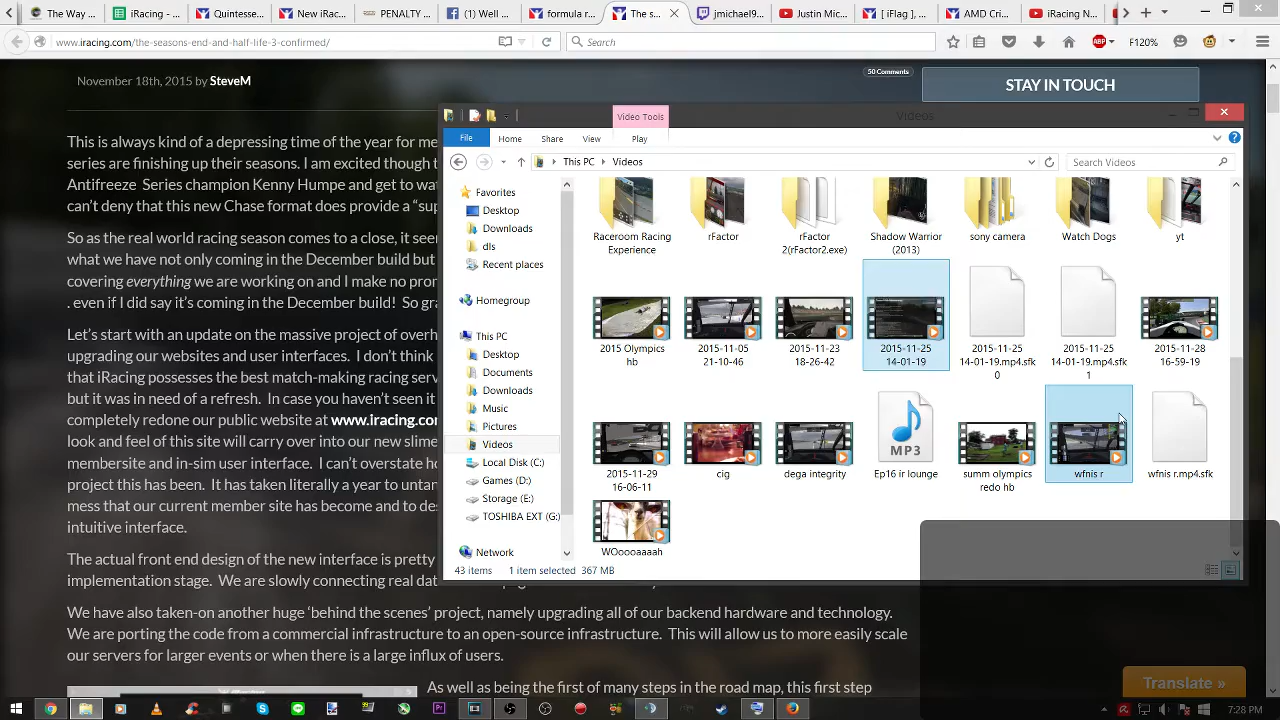 The Way
iRacing -
Quintesse
New iRac
PENALTY
(1) Well
formula r
The s
jmichael9
Justin Mic
[ iFlag ]
AMD Cr
iRacing N
www.iracing.com/the-seasons-end-and-half-life-3-confirmed/
Search
ABP
F120%
November 18th, 2015 by SteveM
50 Comments
STAY IN TOUCH
This is always kind of a depressing time of the year for me
series are finishing up their seasons. I am excited though t
Antifreeze Series champion Kenny Humpe and get to wat
can't deny that this new Chase format does provide a "sup
So as the real world racing season comes to a close, it seen
what we have not only coming in the December build but
covering everything we are working on and I make no pron
. even if I did say it's coming in the December build! So gra
Let's start with an update on the massive project of overh
upgrading our websites and user interfaces. I don't think
that iRacing possesses the best match-making racing serv
but it was in need of a refresh. In case you haven't seen it
completely redone our public website at www.iracing.con
look and feel of this site will carry over into our new slime
membersite and in-sim user interface. I can't overstate ho
project this has been. It has taken literally a year to untan
mess that our current member site has become and to des
intuitive interface.
The actual front end design of the new interface is pretty
implementation stage. We are slowly connecting real dat
We have also taken-on another huge 'behind the scenes' project, namely upgrading all of our backend hardware and technology.
We are porting the code from a commercial infrastructure to an open-source infrastructure. This will allow us to more easily scale
our servers for larger events or when there is a large influx of users.
As well as being the first of many steps in the road map, this first step
Video Tools
Videos
File
Home
Share
View
Play
This PC
Videos
Search Videos
Favorites
Desktop
Downloads
dls
Recent places
Homegroup
This PC
Desktop
Documents
Downloads
Music
Pictures
Videos
Local Disk (C:)
Games (D:)
Storage (E:)
TOSHIBA EXT (G:)
Network
Raceroom Racing
Experience
rFactor
rFactor
2(rFactor2.exe)
Shadow Warrior
(2013)
sony camera
Watch Dogs
yt
2015 Olympics
hb
2015-11-05
21-10-46
2015-11-23
18-26-42
2015-11-25
14-01-19
2015-11-25
14-01-19.mp4.sfk
0
2015-11-25
14-01-19.mp4.sfk
1
2015-11-28
16-59-19
2015-11-29
16-06-11
cig
dega integrity
MP3
Ep16 ir lounge
summ olympics
redo hb
wfnis r
wfnis r.mp4.sfk
WOoooaaaah
43 items
1 item selected 367 MB
Translate »
7:28 PM